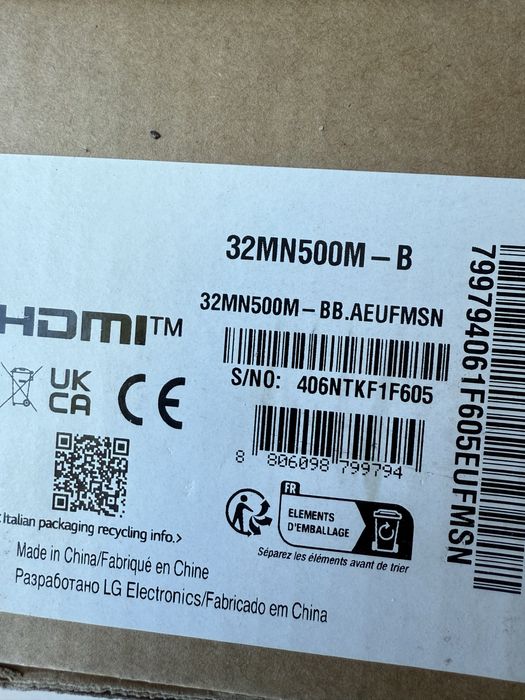 32MN500M – B
32MN500M – BB.AEUFMSN
HDMI™
S/NO: 406NTKF1F605
UK
CA
CE
8 806098 799794
FR
ELEMENTS
D'EMBALLAGE
Séparez les éléments avant de trier
<Italian packaging recycling info.>
Made in China/Fabriqué en Chine
Разработано LG Electronics/Fabricado em China
799794061F605EUFMSN